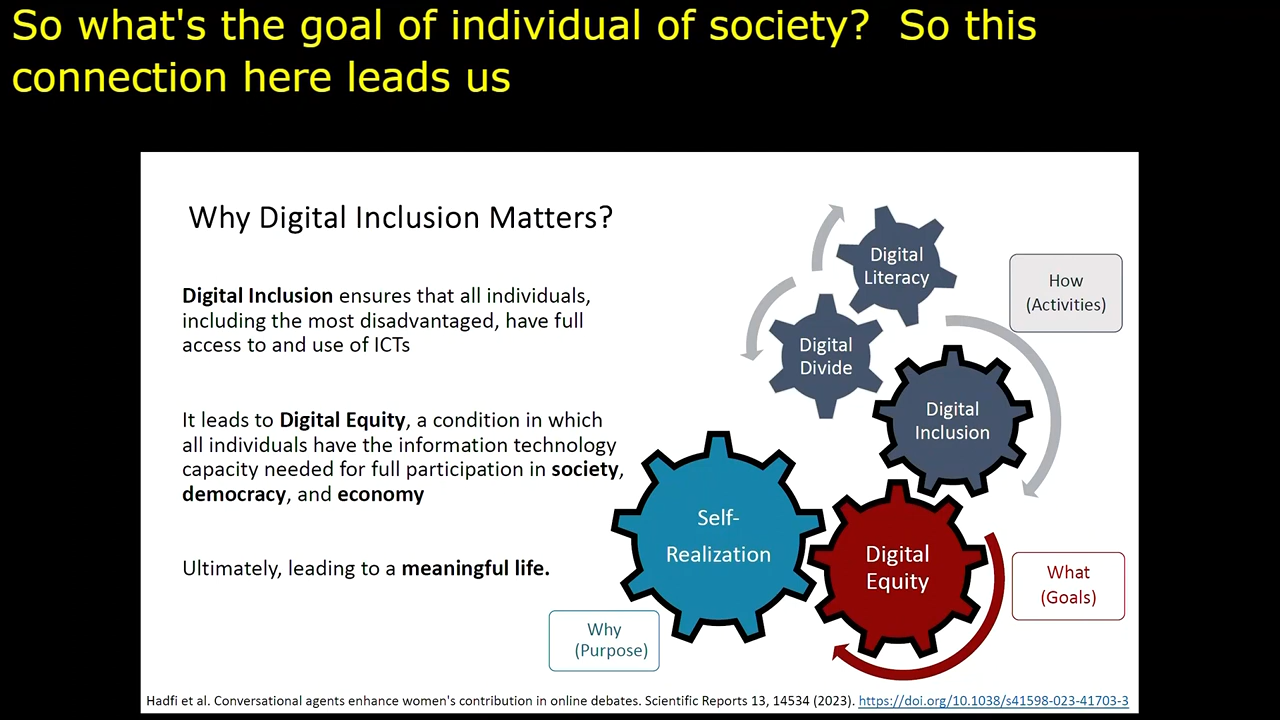 So what's the goal of individual of society?  So this
connection here leads us
Why Digital Inclusion Matters?
Digital Inclusion ensures that all individuals,
including the most disadvantaged, have full
access to and use of ICTs
It leads to Digital Equity, a condition in which
all individuals have the information technology
capacity needed for full participation in society,
democracy, and economy
Ultimately, leading to a meaningful life.
Digital
Literacy
Digital
Divide
Digital
Inclusion
How
(Activities)
Self-
Realization
Digital
Equity
What
(Goals)
Why
(Purpose)
Hadfi et al. Conversational agents enhance women's contribution in online debates. Scientific Reports 13, 14534 (2023). https://doi.org/10.1038/s41598-023-41703-3